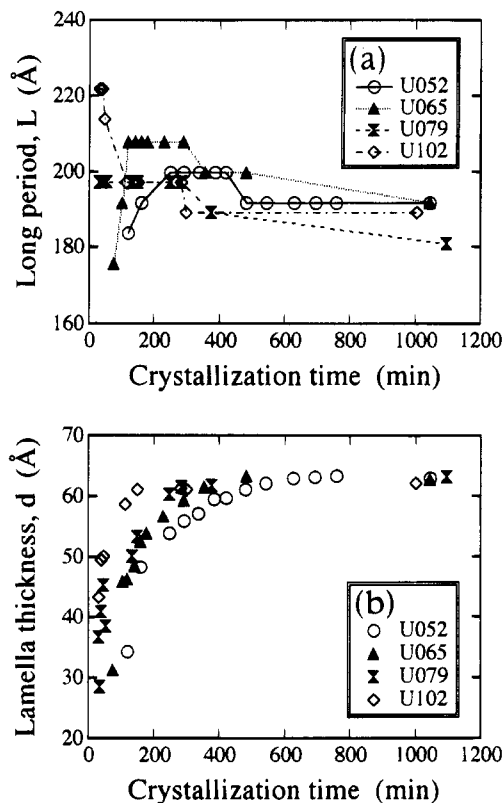 240
220
200
180
160
Long period, L (Å)
(a)
U052
U065
U079
U102
0 200 400 600 800 1000 1200
Crystallization time (min)
70
60
50
40
30
20
Lamella thickness, d (Å)
(b)
U052
U065
U079
U102
0 200 400 600 800 1000 1200
Crystallization time (min)